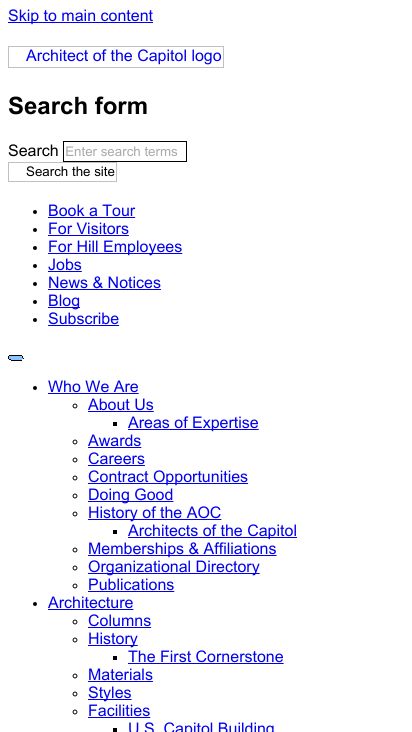 Skip to main content
Architect of the Capitol logo
Search form
Search Enter search terms
Search the site
Book a Tour
For Visitors
For Hill Employees
Jobs
News & Notices
Blog
Subscribe
Who We Are
About Us
Areas of Expertise
Awards
Careers
Contract Opportunities
Doing Good
History of the AOC
Architects of the Capitol
Memberships & Affiliations
Organizational Directory
Publications
Architecture
Columns
History
The First Cornerstone
Materials
Styles
Facilities
U.S. Capitol Building